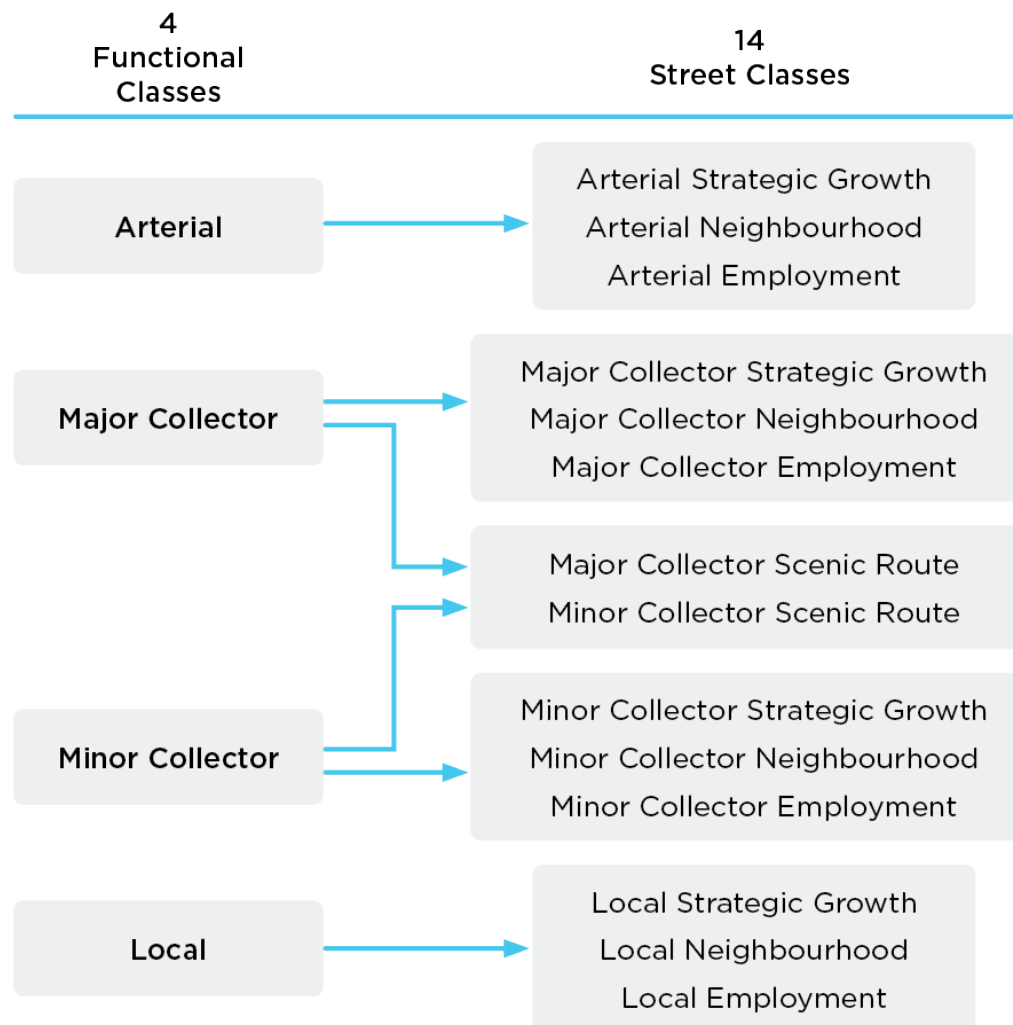 4
Functional
Classes
14
Street Classes
Arterial
Arterial Strategic Growth
Arterial Neighbourhood
Arterial Employment
Major Collector
Major Collector Strategic Growth
Major Collector Neighbourhood
Major Collector Employment
Major Collector Scenic Route
Minor Collector Scenic Route
Minor Collector
Minor Collector Strategic Growth
Minor Collector Neighbourhood
Minor Collector Employment
Local
Local Strategic Growth
Local Neighbourhood
Local Employment